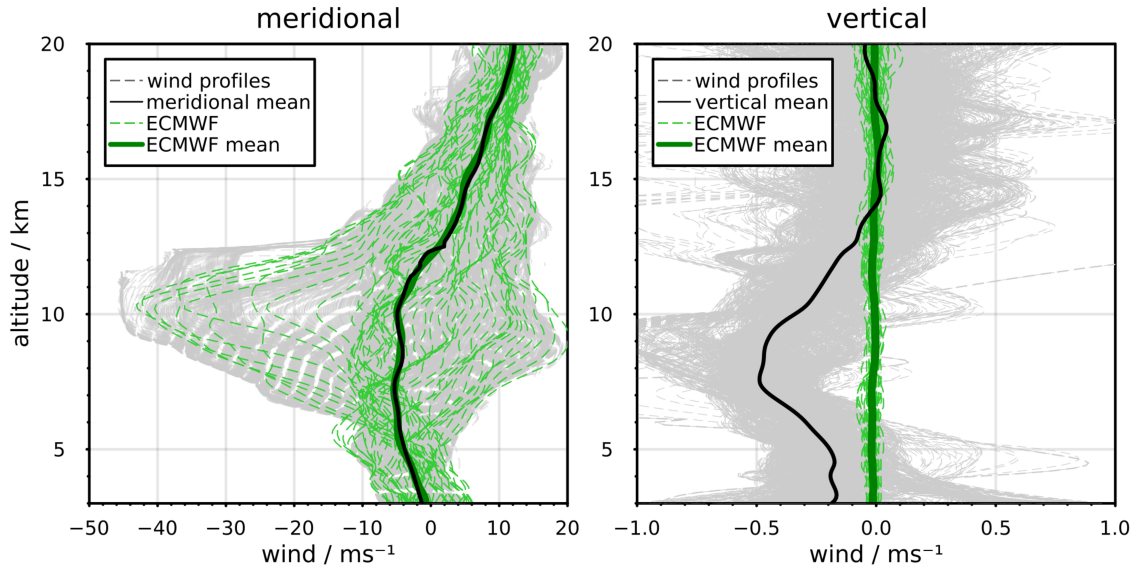 meridional
vertical
20
15
10
5
altitude / km
wind profiles
meridional mean
ECMWF
ECMWF mean
−50 −40 −30 −20 −10 0 10 20
wind / ms⁻¹
20
15
10
5
wind profiles
vertical mean
ECMWF
ECMWF mean
−1.0 −0.5 0.0 0.5 1.0
wind / ms⁻¹